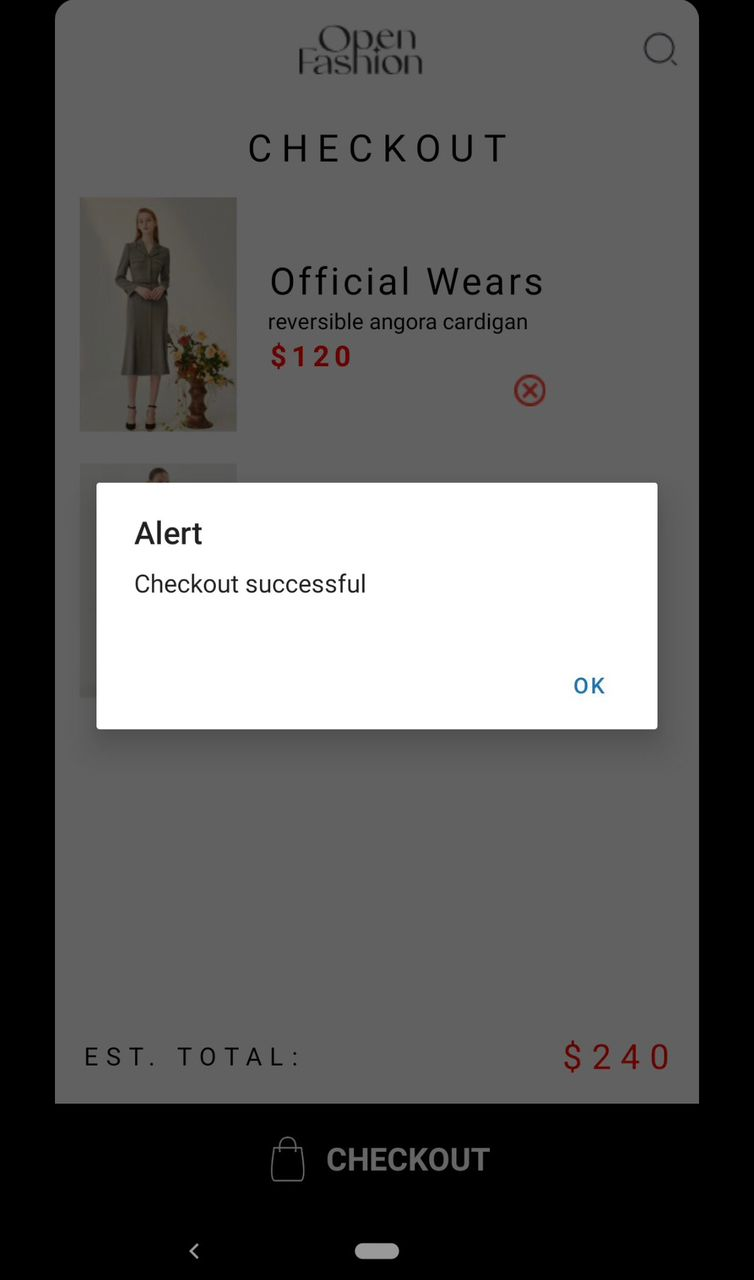 Open
Fashion
CHECKOUT
Official Wears
reversible angora cardigan
$120
Alert
Checkout successful
OK
EST. TOTAL:
$240
CHECKOUT